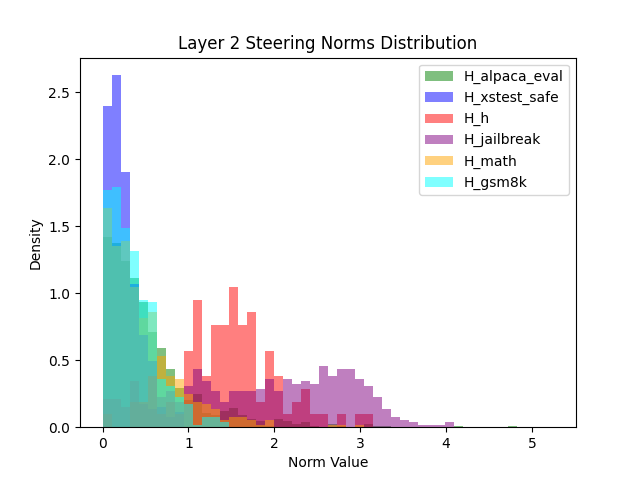 Layer 2 Steering Norms Distribution
H_alpaca_eval
H_xstest_safe
H_h
H_jailbreak
H_math
H_gsm8k
Density
2.5
2.0
1.5
1.0
0.5
0.0
0 1 2 3 4 5
Norm Value